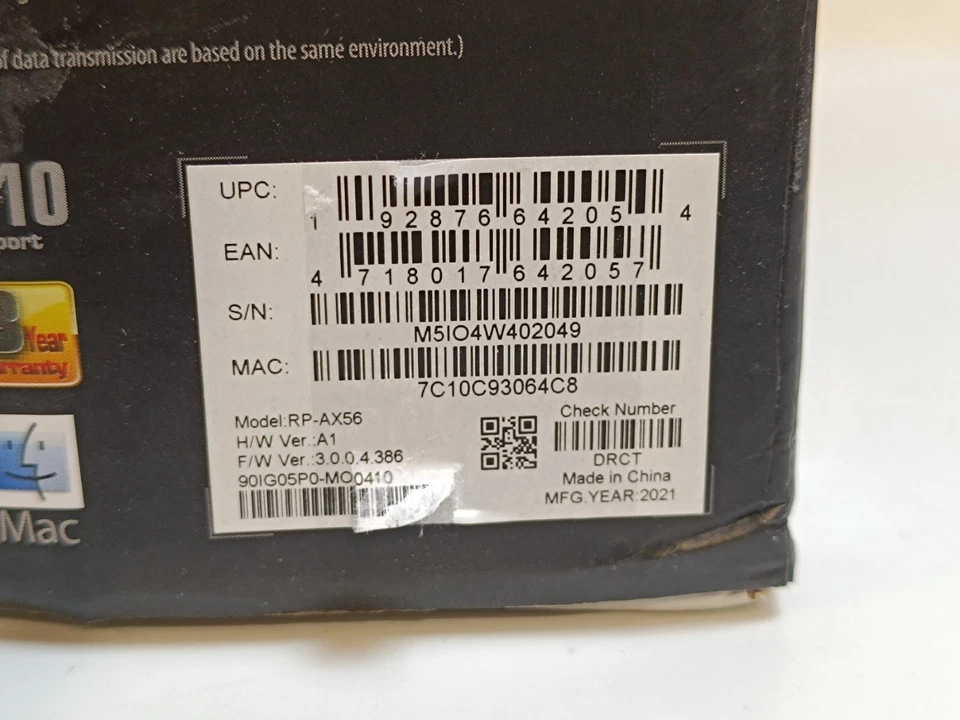 of data transmission are based on the same environment.)
10
port
Year
Mac
UPC:
1 92876 64205 4
EAN:
4 718017 642057
S/N:
M5IO4W402049
MAC:
7C10C93064C8
Model:RP-AX56
H/W Ver.:A1
F/W Ver.:3.0.0.4.386
90IG05P0-MO0410
Check Number
DRCT
Made in China
MFG.YEAR:2021